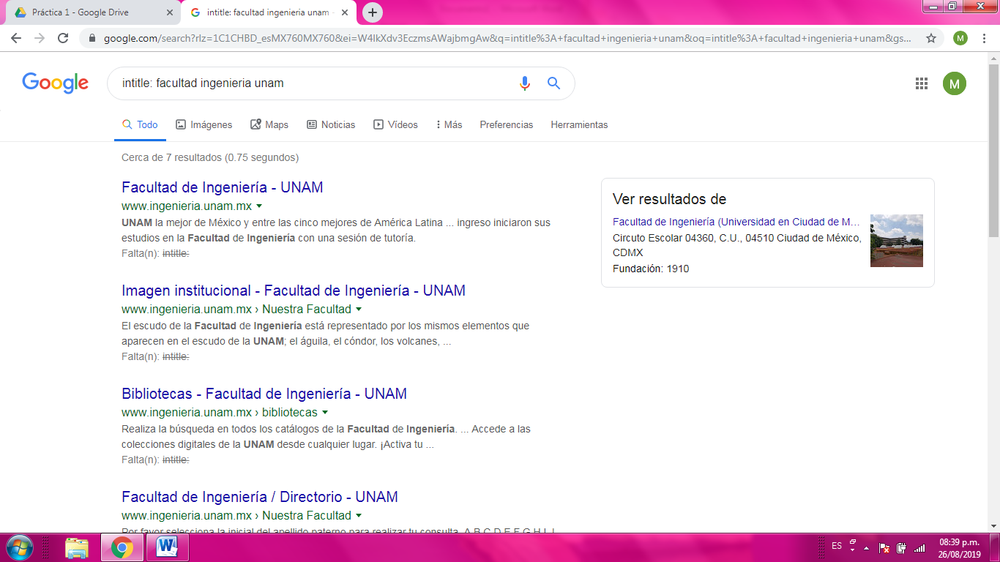 Práctica 1 - Google Drive
intitle: facultad ingenieria unam
google.com/search?rlz=1C1CHBD_esMX760MX760&ei=W4lkXdv3EczmsAWajbmgAw&q=intitle%3A+facultad+ingenieria+unam&oq=intitle%3A+facultad+ingenieria+unam&gs...
M
Google
intitle: facultad ingenieria unam
M
Todo
Imágenes
Maps
Noticias
Vídeos
Más
Preferencias
Herramientas
Cerca de 7 resultados (0.75 segundos)
Facultad de Ingeniería - UNAM
www.ingenieria.unam.mx
UNAM la mejor de México y entre las cinco mejores de América Latina ... ingreso iniciaron sus
estudios en la Facultad de Ingeniería con una sesión de tutoría.
Falta(n): intitle:
Imagen institucional - Facultad de Ingeniería - UNAM
www.ingenieria.unam.mx › Nuestra Facultad
El escudo de la Facultad de Ingeniería está representado por los mismos elementos que
aparecen en el escudo de la UNAM; el águila, el cóndor, los volcanes, ...
Falta(n): intitle:
Bibliotecas - Facultad de Ingeniería - UNAM
www.ingenieria.unam.mx › bibliotecas
Realiza la búsqueda en todos los catálogos de la Facultad de Ingeniería. ... Accede a las
colecciones digitales de la UNAM desde cualquier lugar. ¡Activa tu ...
Falta(n): intitle:
Facultad de Ingeniería / Directorio - UNAM
www.ingenieria.unam.mx › Nuestra Facultad
Por favor selecciona la inicial del apellido paterno para realizar tu consulta. A B C D E F G H I J
Ver resultados de
Facultad de Ingeniería (Universidad en Ciudad de M...
Circuto Escolar 04360, C.U., 04510 Ciudad de México,
CDMX
Fundación: 1910
ES
08:39 p.m.
26/08/2019